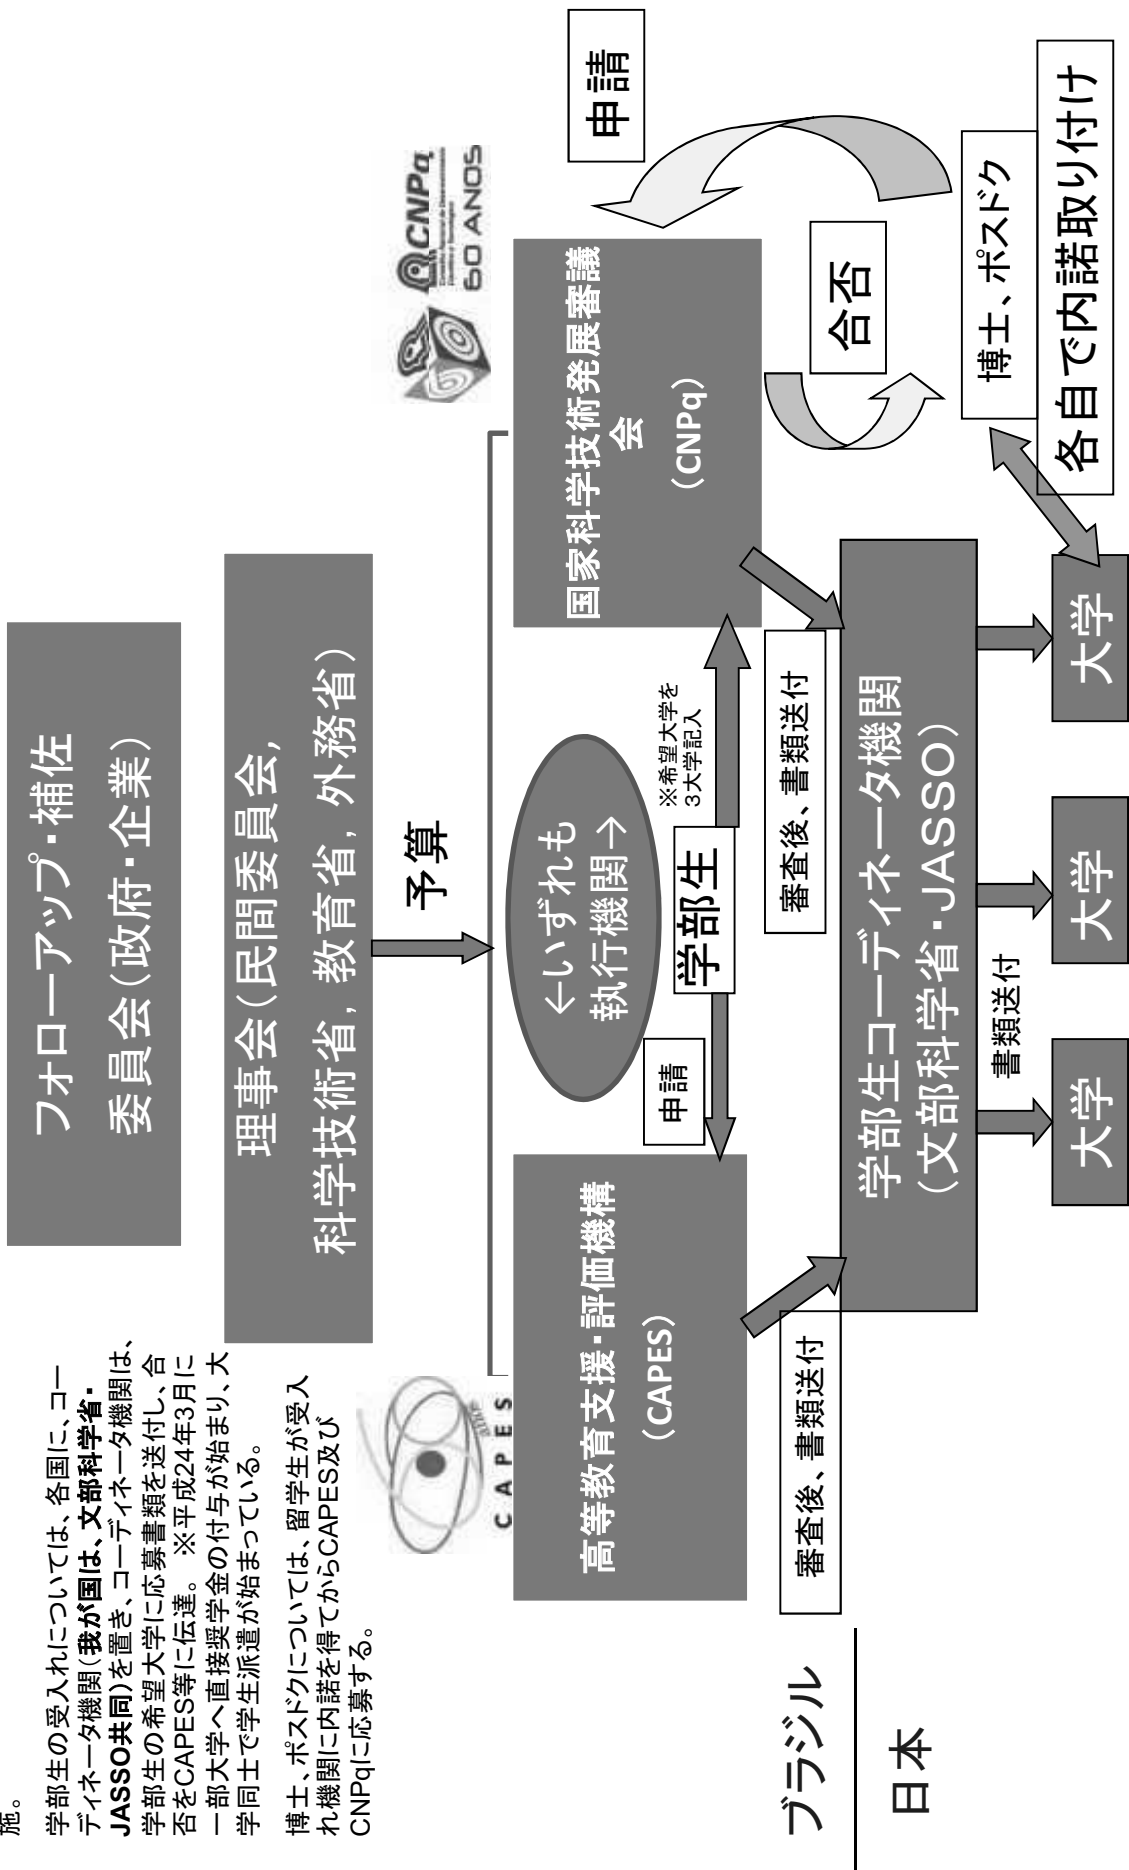 施。
学部生の受入れについては、各国に、コー
ディネータ機関(我が国は、文部科学省・
JASSO共同)を置き、コーディネータ機関は、
学部生の希望大学に応募書類を送付し、合
否をCAPES等に伝達。 ※平成24年3月に
一部大学へ直接奨学金の付与が始まり、大
学同士で学生派遣が始まっている。
博士、ポスドクについては、留学生が受入
れ機関に内諾を得てからCAPES及び
CNPqに応募する。
フォローアップ・補佐
委員会(政府・企業)
理事会(民間委員会,
科学技術省, 教育省, 外務省)
予算
CAPES
CNPq
60 ANOS
高等教育支援・評価機構
(CAPES)
←いずれも
執行機関→
国家科学技術発展審議
会
(CNPq)
申請
申請
学部生
※希望大学を
3大学記入
合否
審査後、書類送付
審査後、書類送付
博士、ポスドク
各自で内諾取り付け
ブラジル
日本
学部生コーディネータ機関
(文部科学省・JASSO)
書類送付
大学
大学
大学